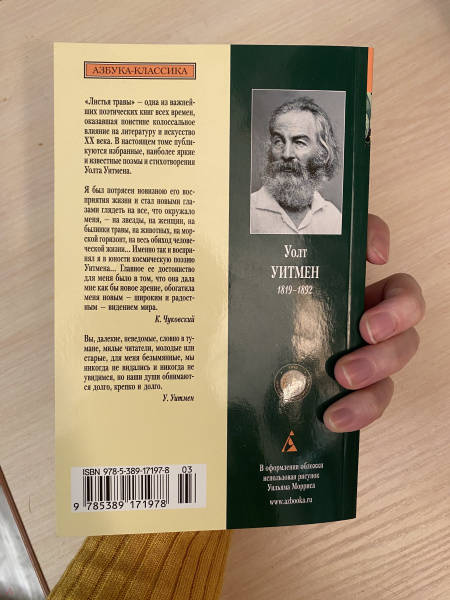 АЗБУКА-КЛАССИКА
«Листья травы» — одна из важней-
ших поэтических книг всех времен,
оказавшая поистине колоссальное
влияние на литературу и искусство
XX века. В настоящем томе публи-
куются избранные, наиболее яркие
и известные поэмы и стихотворения
Уолта Уитмена.
Я был потрясен новизною его вос-
приятия жизни и стал новыми гла-
зами глядеть на все, что окружало
меня, — на звезды, на женщин, на
былинки травы, на животных, на мор-
ской горизонт, на весь обиход челове-
ческой жизни... Именно так и воспри-
нял я в юности космическую поэзию
Уитмена... Главное ее достоинство
для меня было в том, что она дала
мне как бы новое зрение, обогатила
меня новым — широким и радост-
ным — видением мира.
К. Чуковский
Вы, далекие, неведомые, словно в ту-
мане, милые читатели, молодые или
старые, для меня безымянные, мы
никогда не видались и никогда не
увидимся, но наши души обнимают-
ся долго, крепко и долго.
У. Уитмен
ISBN 978-5-389-17197-8
03
9 785389 171978
Уолт
УИТМЕН
1819–1892
В оформлении обложки
использован рисунок
Уильяма Морриса
www.azbooka.ru